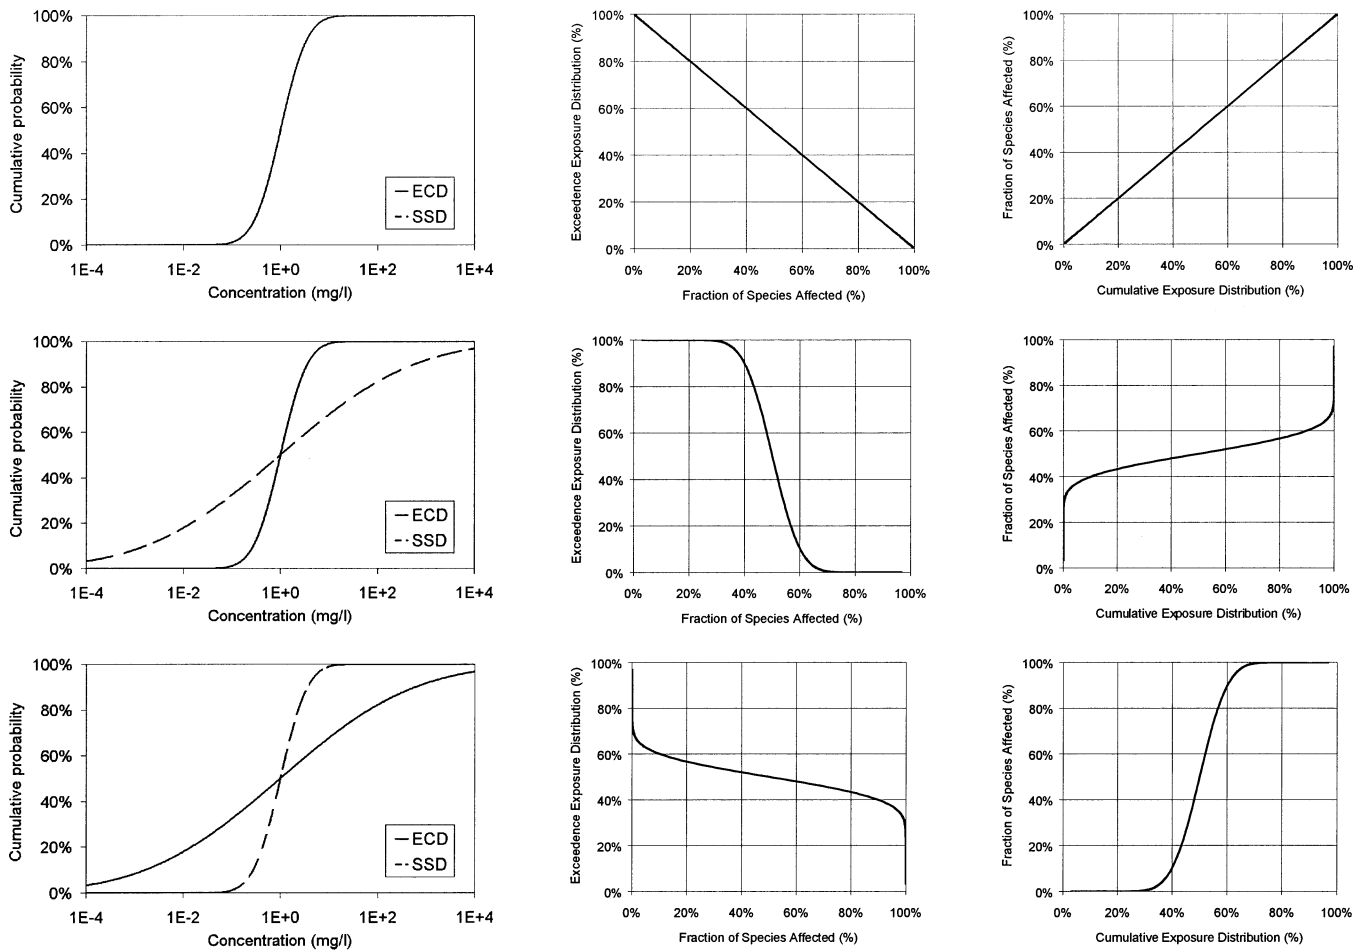 100%
80%
60%
40%
20%
0%
Cumulative probability
ECD
SSD
1E-4 1E-2 1E+0 1E+2 1E+4
Concentration (mg/l)
100%
80%
60%
40%
20%
0%
Exceedence Exposure Distribution (%)
0% 20% 40% 60% 80% 100%
Fraction of Species Affected (%)
100%
80%
60%
40%
20%
0%
Fraction of Species Affected (%)
0% 20% 40% 60% 80% 100%
Cumulative Exposure Distribution (%)
100%
80%
60%
40%
20%
0%
Cumulative probability
ECD
SSD
1E-4 1E-2 1E+0 1E+2 1E+4
Concentration (mg/l)
100%
80%
60%
40%
20%
0%
Exceedence Exposure Distribution (%)
0% 20% 40% 60% 80% 100%
Fraction of Species Affected (%)
100%
80%
60%
40%
20%
0%
Fraction of Species Affected (%)
0% 20% 40% 60% 80% 100%
Cumulative Exposure Distribution (%)
100%
80%
60%
40%
20%
0%
Cumulative probability
ECD
SSD
1E-4 1E-2 1E+0 1E+2 1E+4
Concentration (mg/l)
100%
80%
60%
40%
20%
0%
Exceedence Exposure Distribution (%)
0% 20% 40% 60% 80% 100%
Fraction of Species Affected (%)
100%
80%
60%
40%
20%
0%
Fraction of Species Affected (%)
0% 20% 40% 60% 80% 100%
Cumulative Exposure Distribution (%)